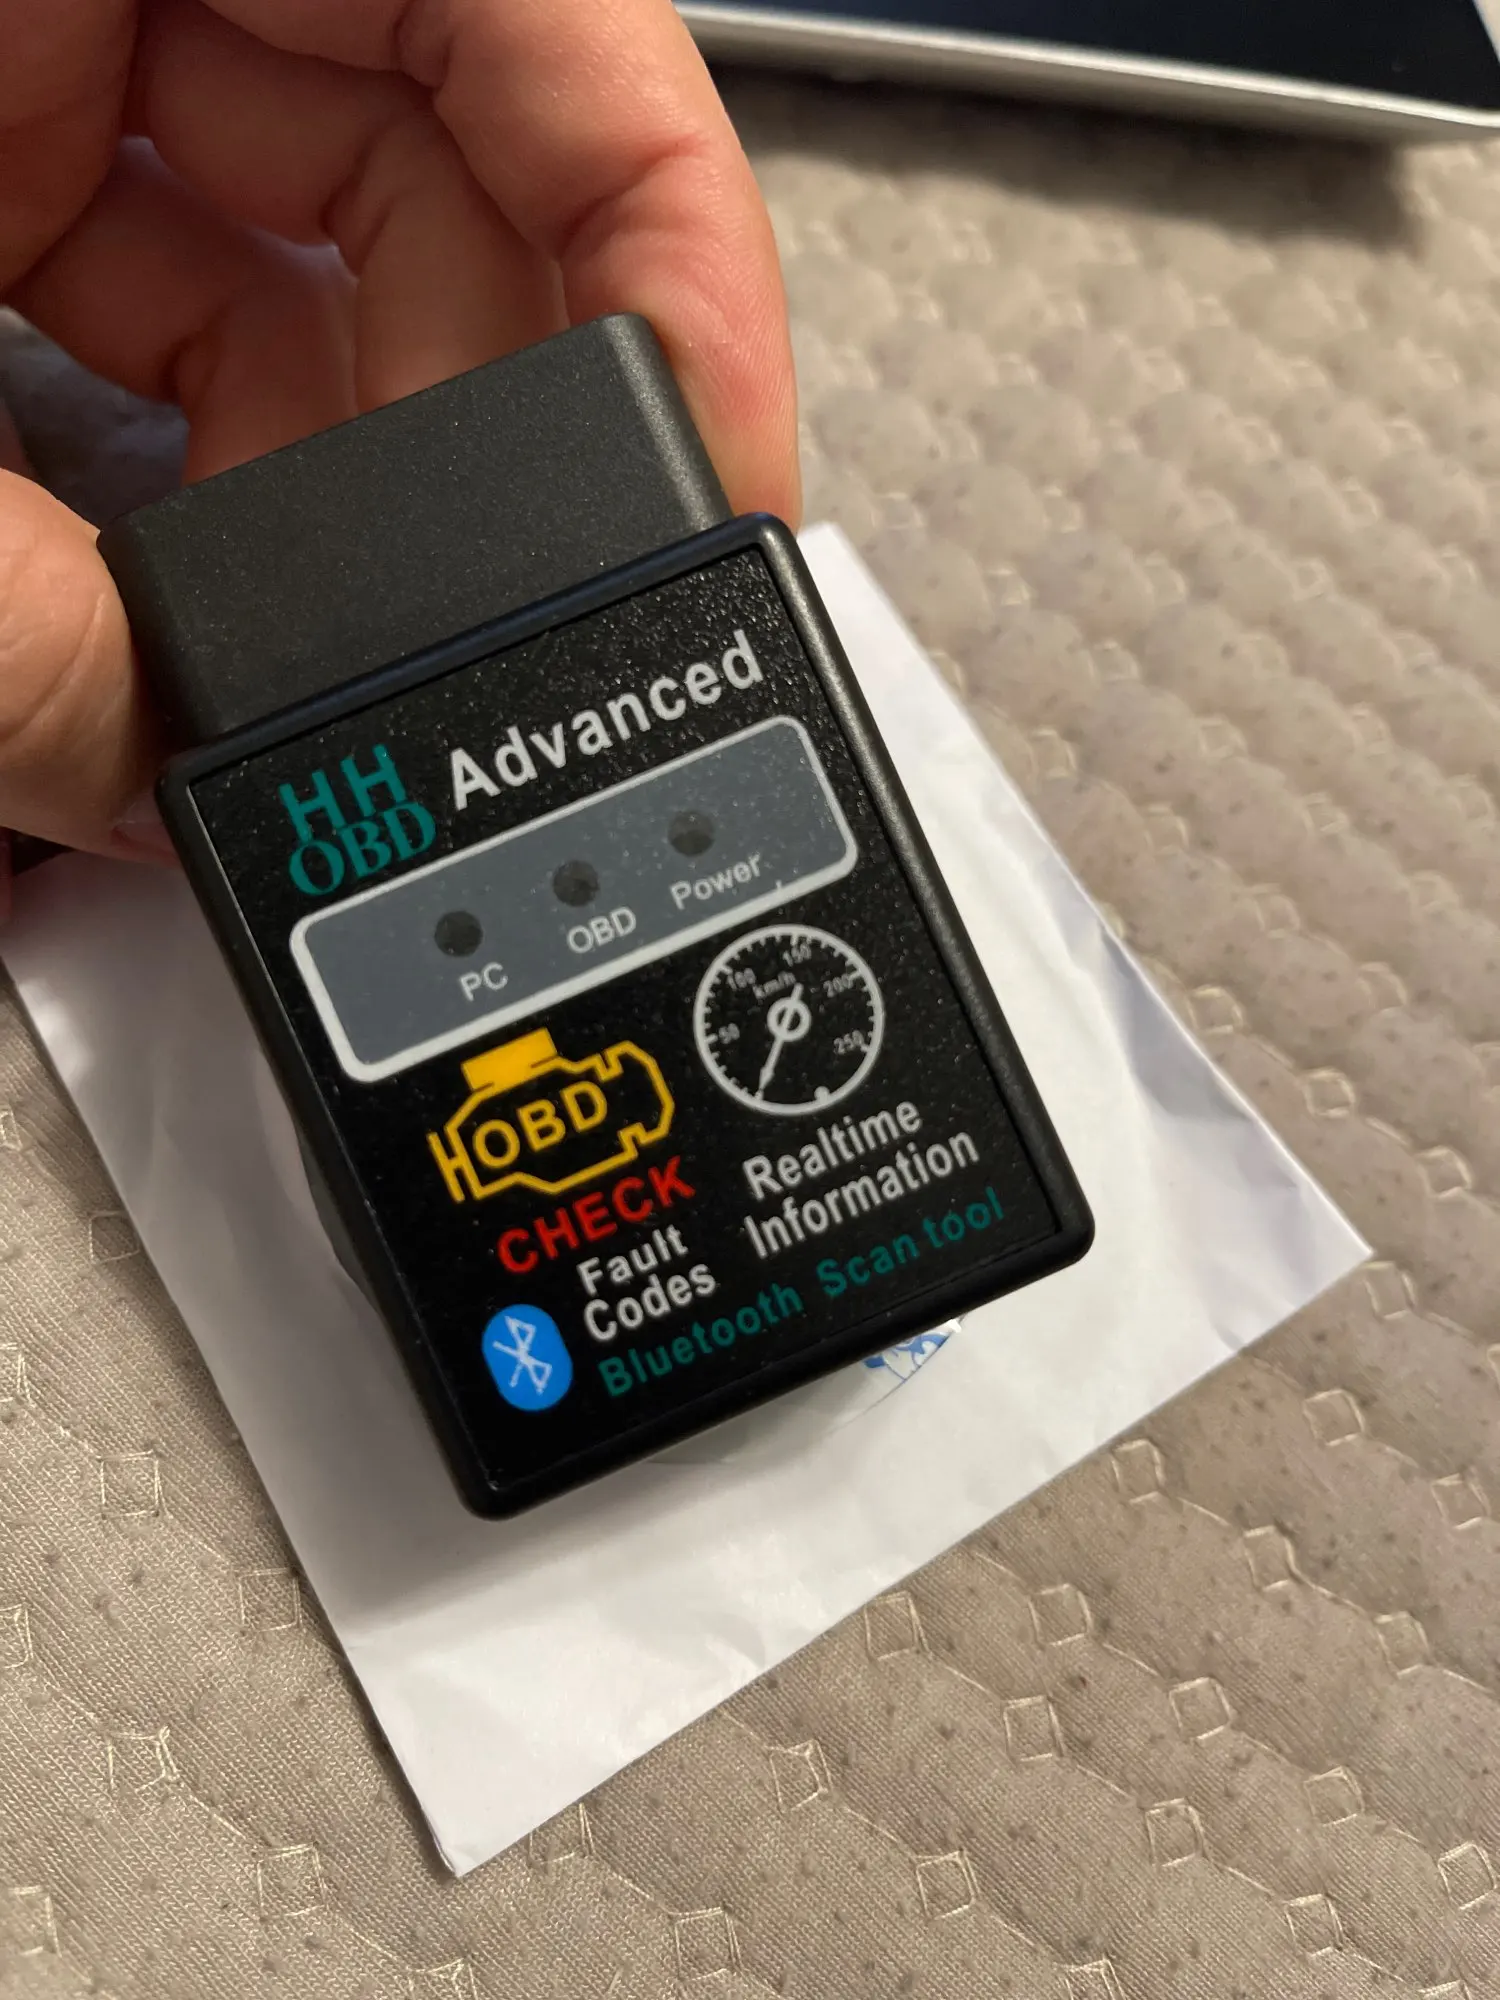 HH
OBD
Advanced
PC
OBD
Power
50
100
150
200
250
km/h
OBD
CHECK
Fault
Codes
Realtime
Information
Bluetooth Scan tool